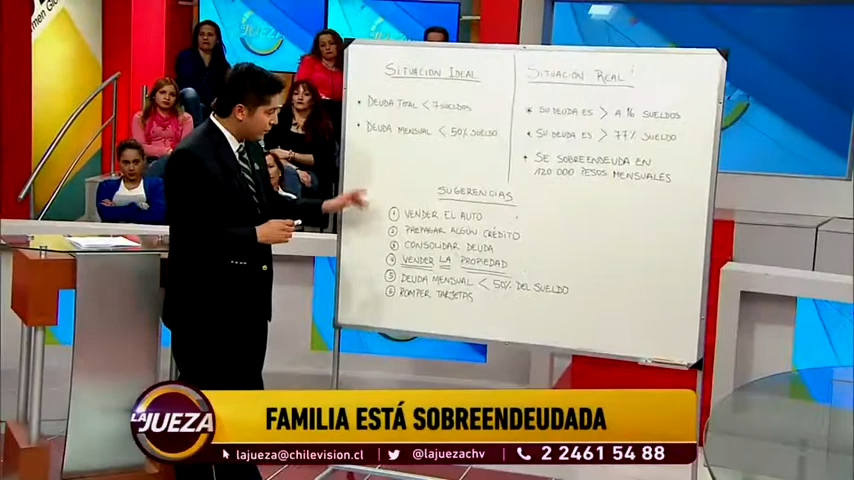 SITUACIÓN IDEAL
• DEUDA TOTAL < 7 SUELDOS
• DEUDA MENSUAL < 50% SUELDO
SITUACIÓN REAL
* SU DEUDA ES > A 16 SUELDOS
* SU DEUDA ES > 77% SUELDO
* SE SOBREENDEUDA EN
120 000 PESOS MENSUALES
SUGERENCIAS
① VENDER EL AUTO
② PREPAGAR ALGÚN CRÉDITO
③ CONSOLIDAR DEUDA
④ VENDER LA PROPIEDAD
⑤ DEUDA MENSUAL < 50% DEL SUELDO
⑥ ROMPER TARJETAS
LA JUEZA
FAMILIA ESTÁ SOBREENDEUDADA
lajueza@chilevision.cl
@lajuezachv
2 2461 54 88